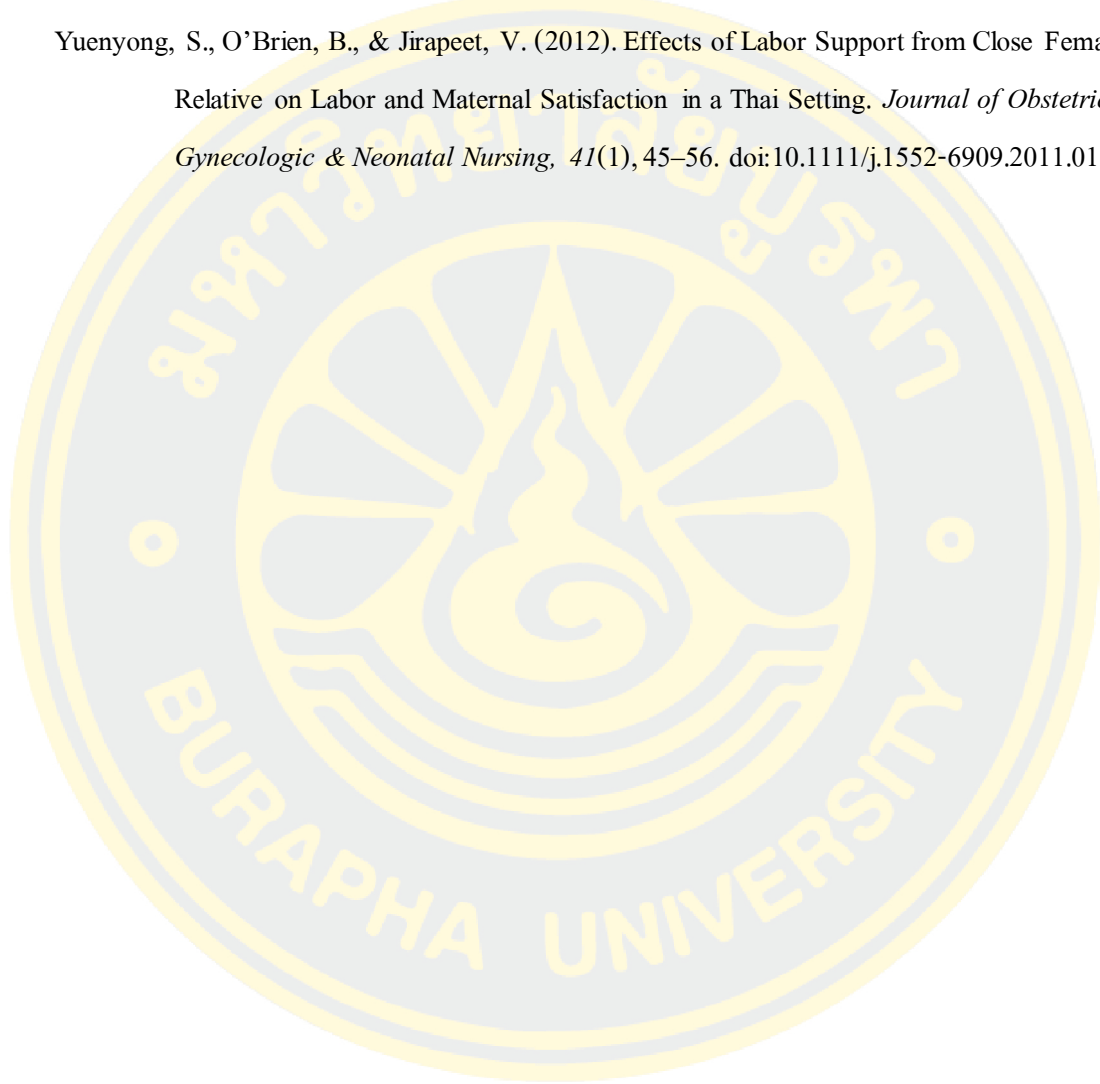 Yuenyong, S., O’Brien, B., & Jirapeet, V. (2012). Effects of Labor Support from Close Fema
Relative on Labor and Maternal Satisfaction in a Thai Setting. Journal of Obstetric
Gynecologic & Neonatal Nursing, 41(1), 45–56. doi:10.1111/j.1552-6909.2011.01
มหาวิทยาลัยบูรพา
BURAPHA UNIVERSITY